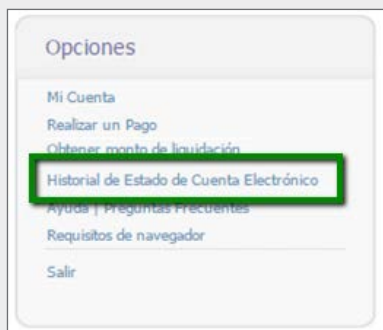 Opciones
Mi Cuenta
Realizar un Pago
Obtener monto de liquidación
Historial de Estado de Cuenta Electrónico
Ayuda | Preguntas Frecuentes
Requisitos de navegador
Salir